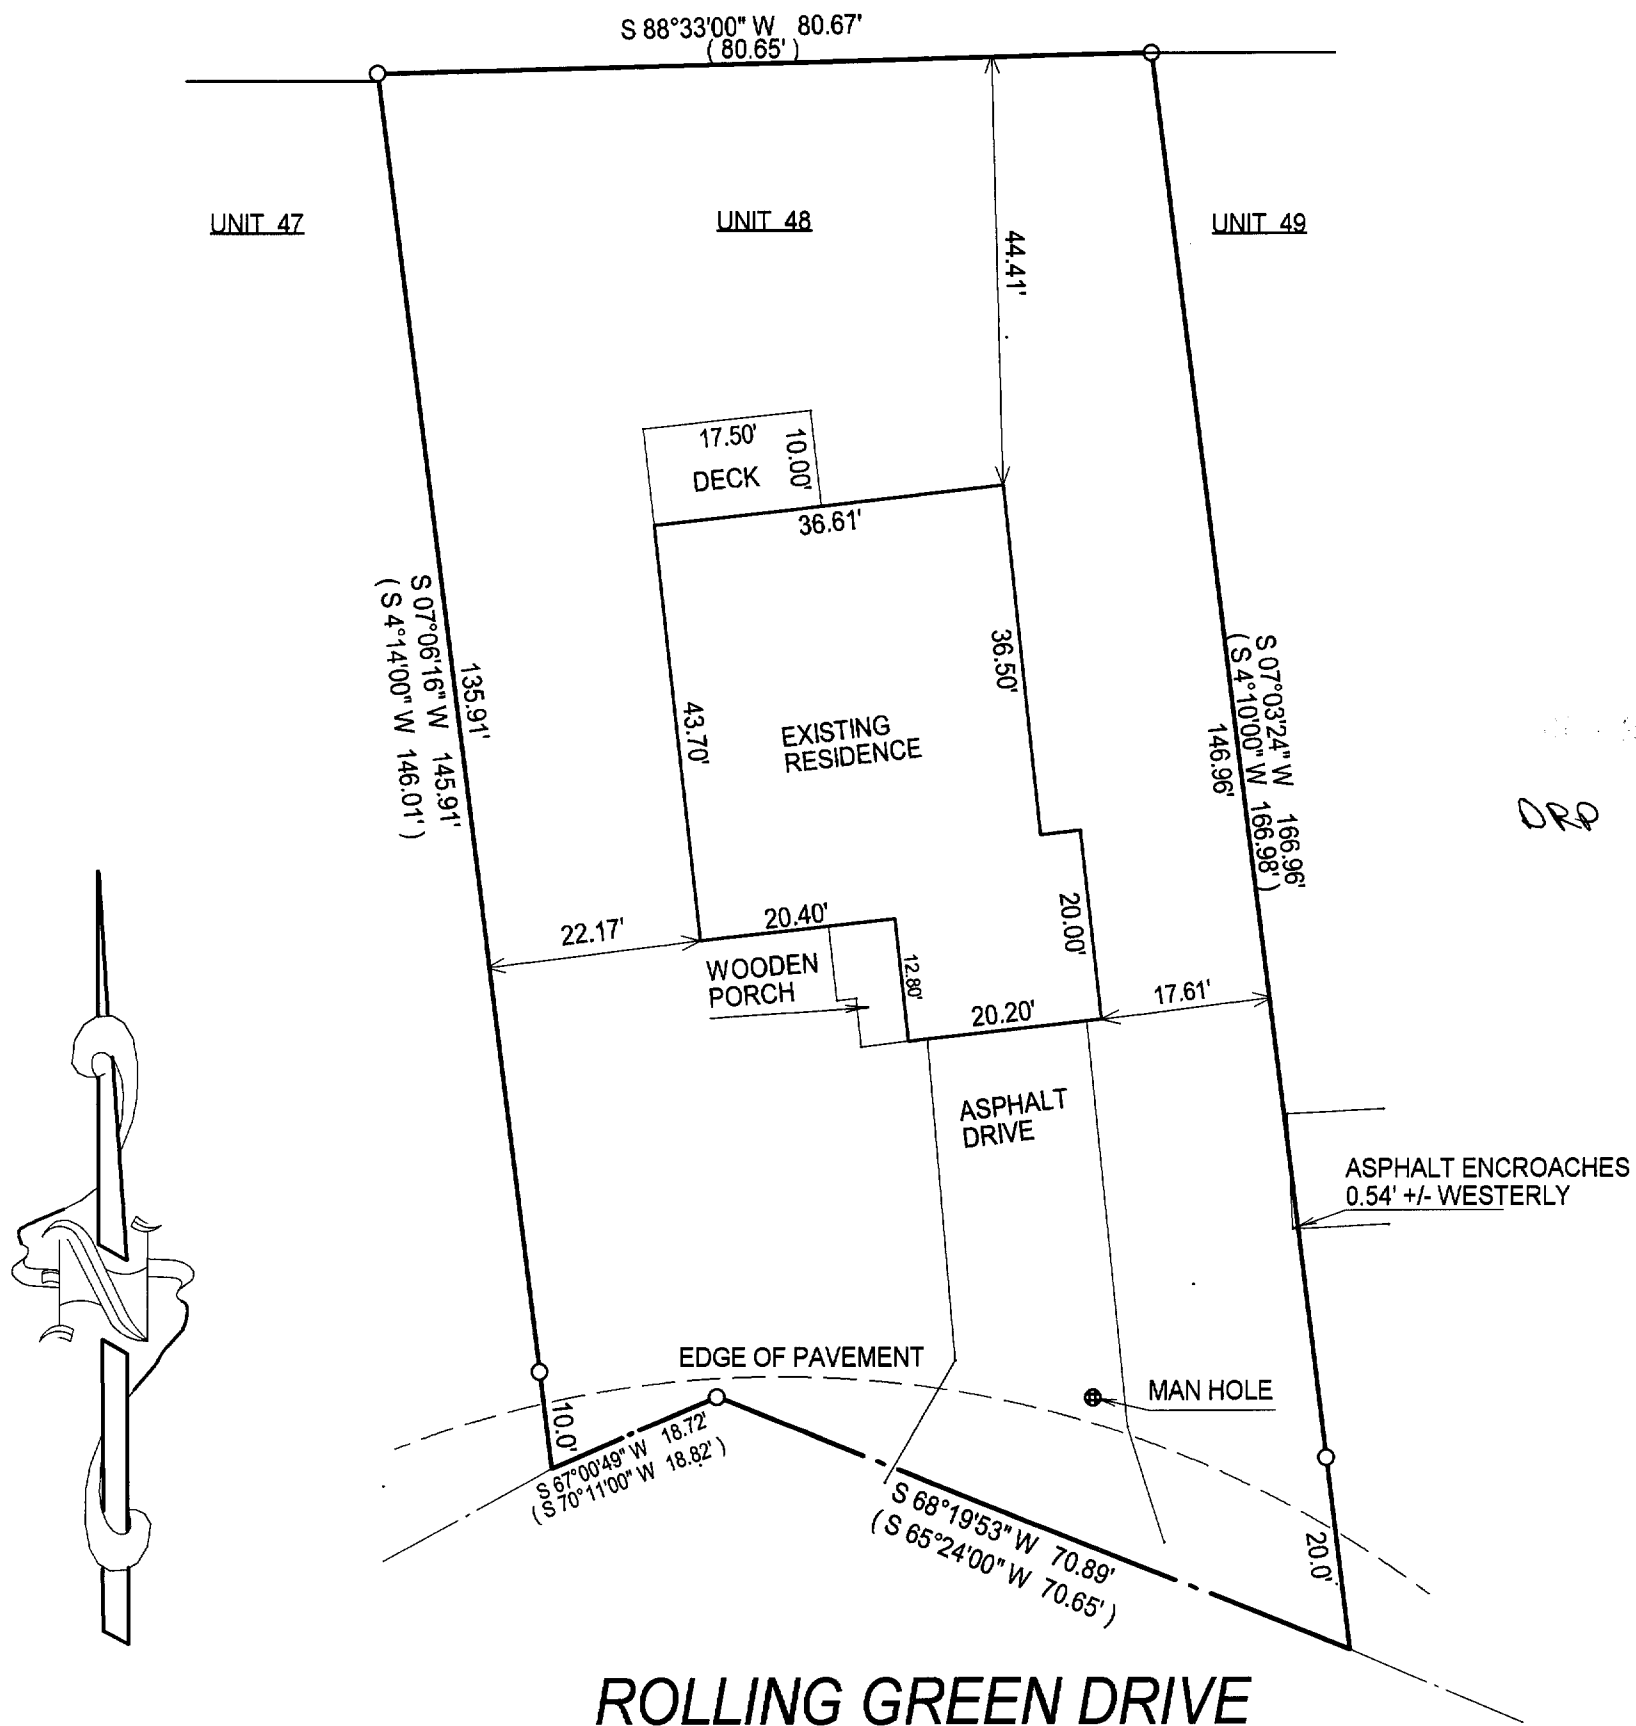 S 88°33'00" W 80.67'
( 80.65' )
UNIT 47
UNIT 48
UNIT 49
44.41'
17.50'
10.00'
DECK
36.61'
S 07°06'16" W 145.91'
( S 4°14'00" W 146.01' )
135.91'
43.70'
EXISTING
RESIDENCE
36.50'
S 07°03'24" W 166.96'
( S 4°10'00" W 166.98' )
146.96'
DRP
20.00'
22.17'
20.40'
WOODEN
PORCH
12.80'
20.20'
17.61'
ASPHALT
DRIVE
ASPHALT ENCROACHES
0.54' +/- WESTERLY
EDGE OF PAVEMENT
MAN HOLE
10.0'
S 67°00'49" W 18.72'
( S 70°11'00" W 18.82' )
S 68°19'53" W 70.89'
( S 65°24'00" W 70.65' )
20.0'
N
ROLLING GREEN DRIVE